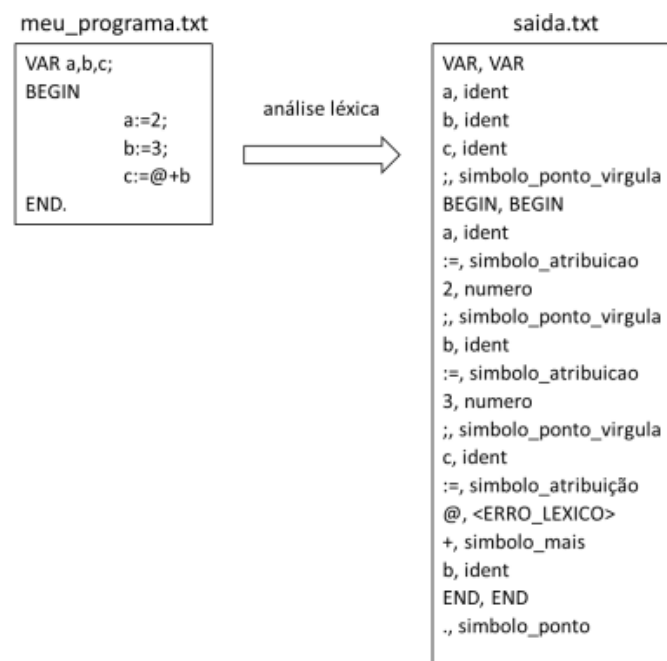 meu_programa.txt
VAR a,b,c;
BEGIN
a:=2;
b:=3;
c:=@+b
END.
análise léxica
saida.txt
VAR, VAR
a, ident
b, ident
c, ident
;, simbolo_ponto_virgula
BEGIN, BEGIN
a, ident
:=, simbolo_atribuicao
2, numero
;, simbolo_ponto_virgula
b, ident
:=, simbolo_atribuicao
3, numero
;, simbolo_ponto_virgula
c, ident
:=, simbolo_atribuição
@, <ERRO_LEXICO>
+, simbolo_mais
b, ident
END, END
., simbolo_ponto